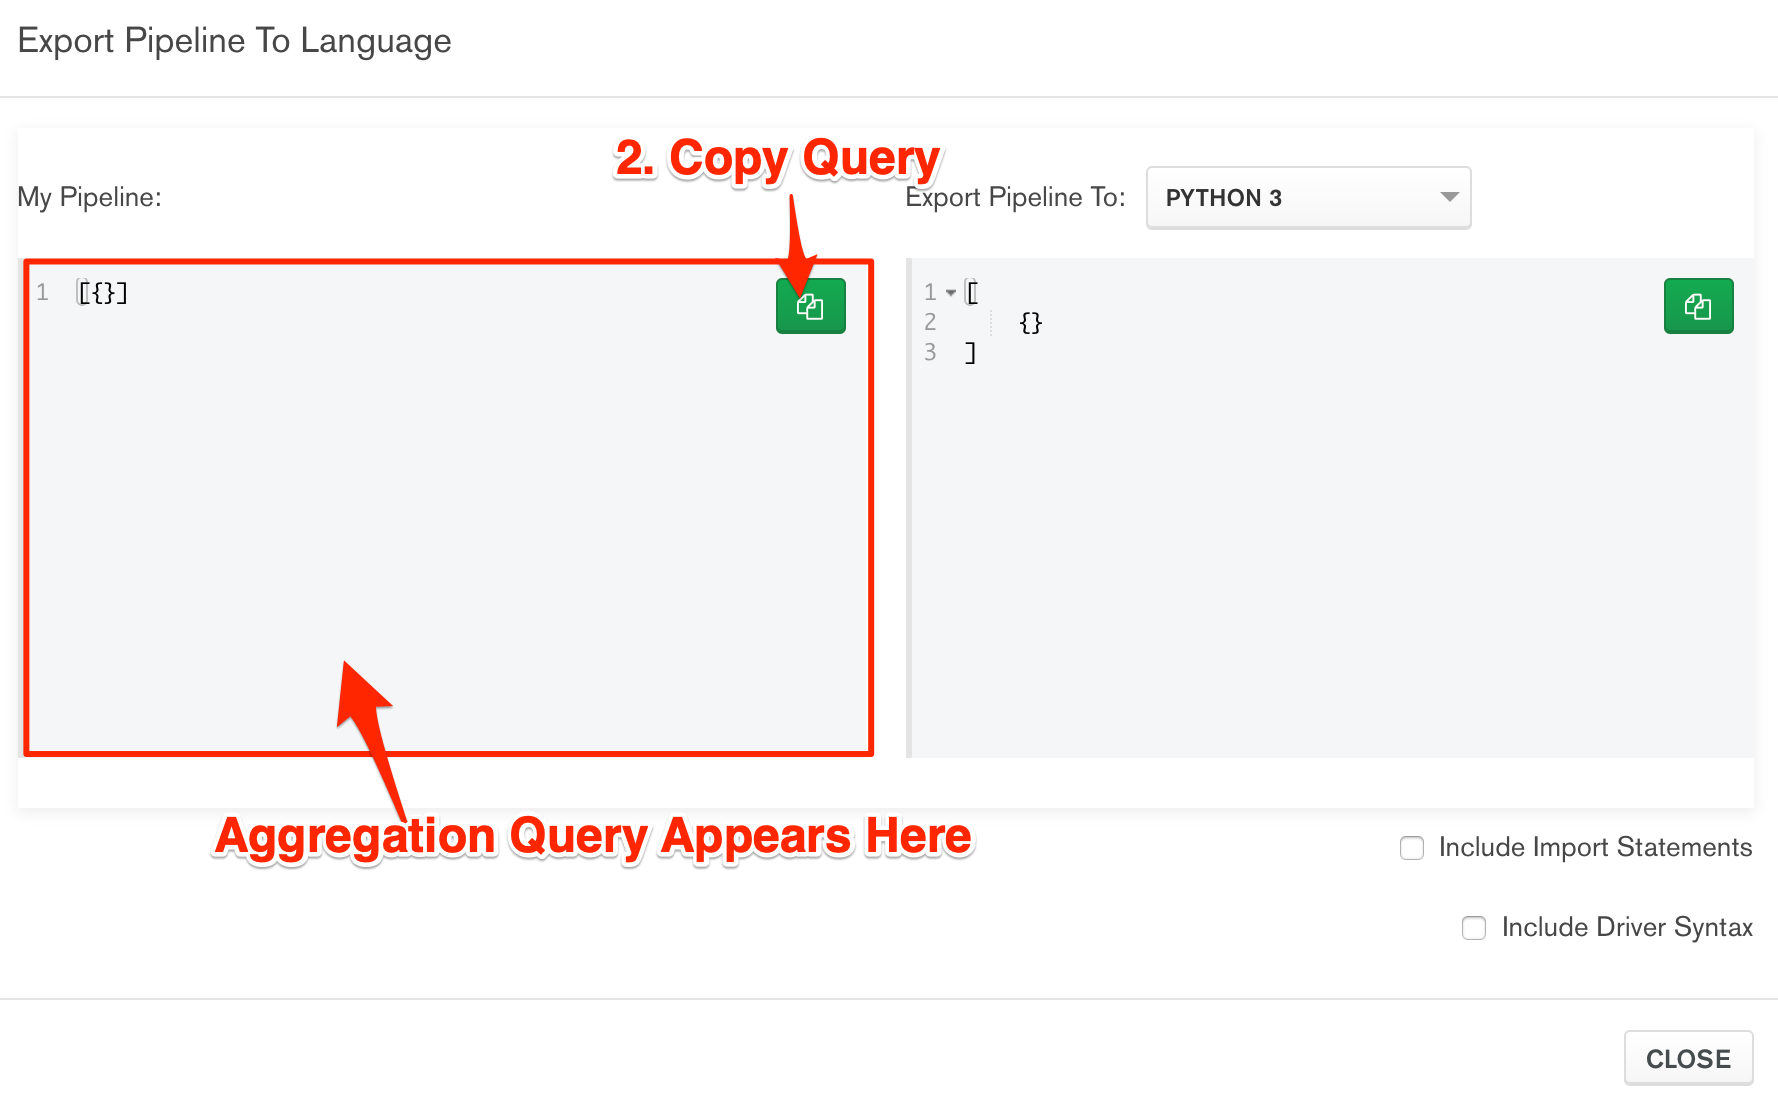 Export Pipeline To Language
2. Copy Query
My Pipeline:
Export Pipeline To:
PYTHON 3
1 [{}]
1 [
2 {}
3 ]
Aggregation Query Appears Here
Include Import Statements
Include Driver Syntax
CLOSE